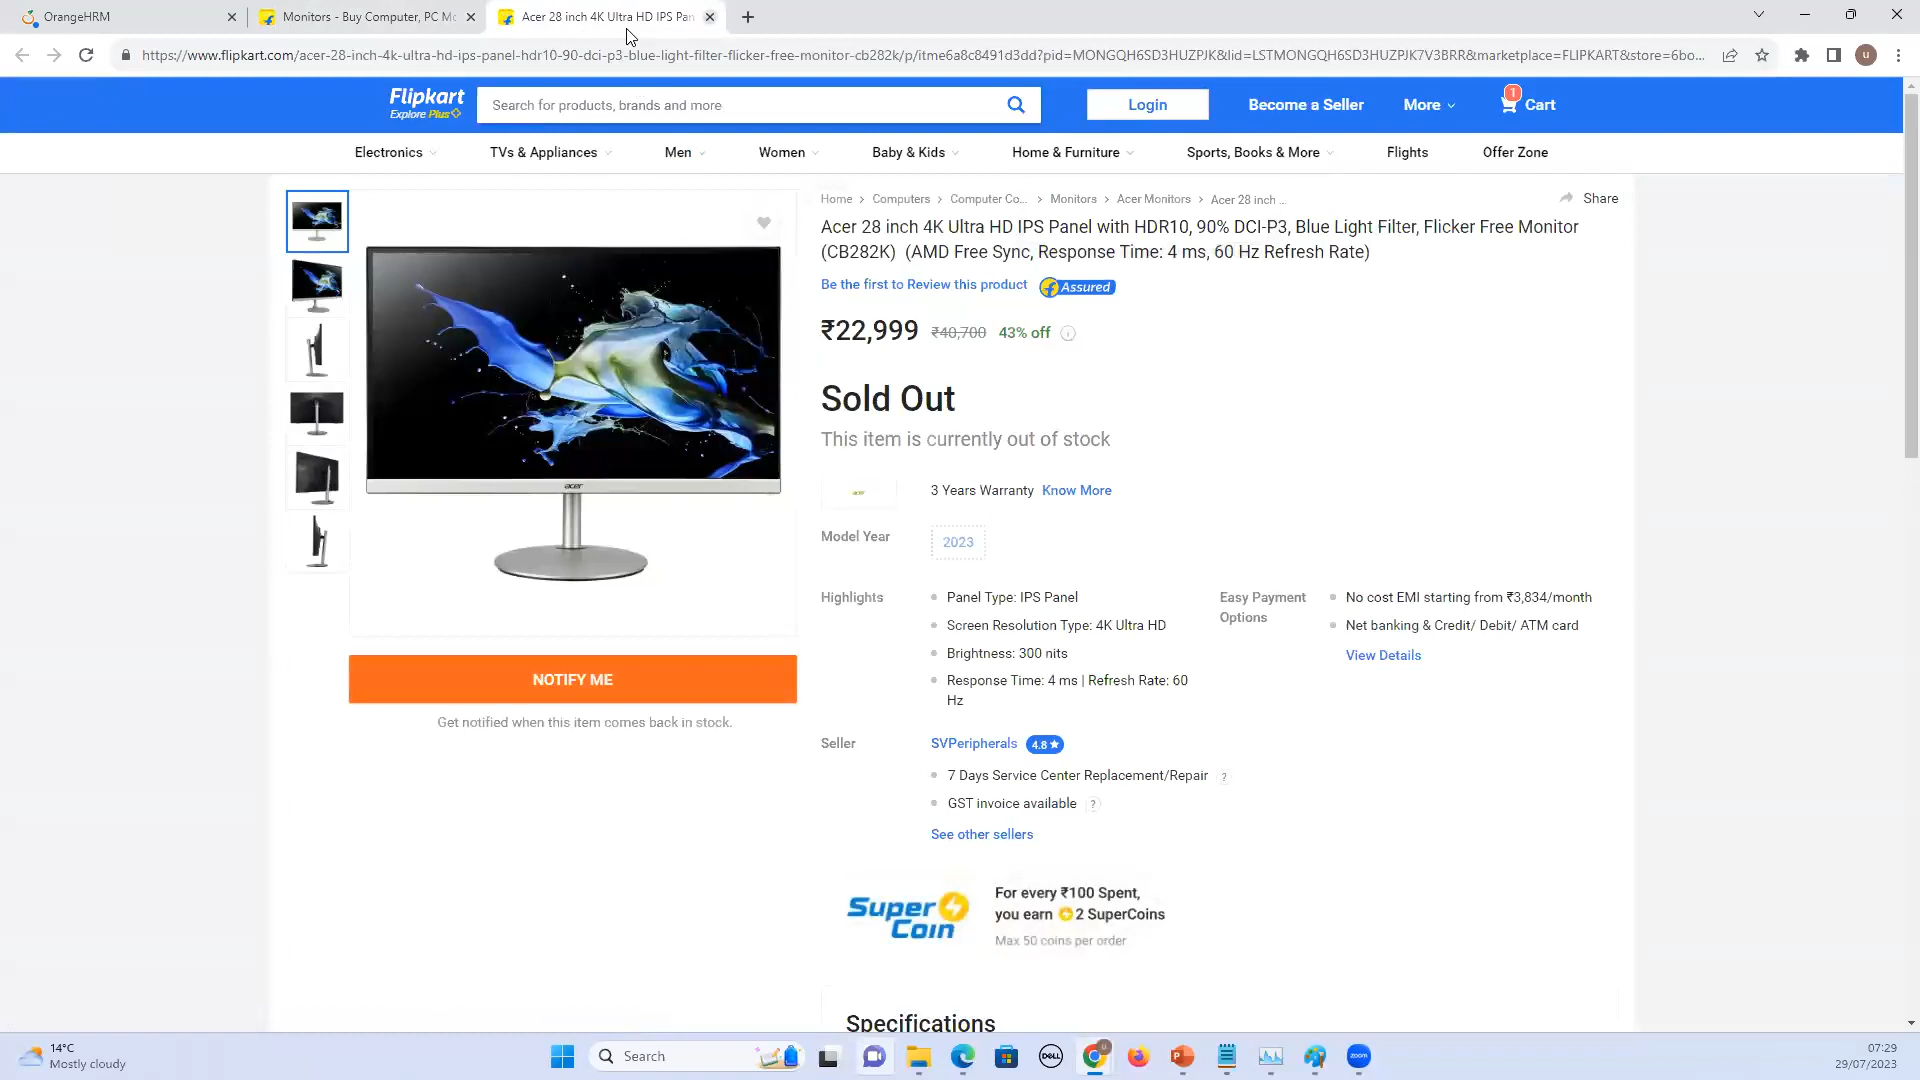 OrangeHRM
Monitors - Buy Computer, PC Mo
Acer 28 inch 4K Ultra HD IPS Pan
https://www.flipkart.com/acer-28-inch-4k-ultra-hd-ips-panel-hdr10-90-dci-p3-blue-light-filter-flicker-free-monitor-cb282k/p/itme6a8c8491d3dd?pid=MONGQH6SD3HUZPJK&lid=LSTMONGQH6SD3HUZPJK7V3BRR&marketplace=FLIPKART&store=6bo...
u
Flipkart
Explore Plus
Search for products, brands and more
Login
Become a Seller
More
1
Cart
Electronics
TVs & Appliances
Men
Women
Baby & Kids
Home & Furniture
Sports, Books & More
Flights
Offer Zone
Home
Computers
Computer Co...
Monitors
Acer Monitors
Acer 28 inch ...
Share
Acer 28 inch 4K Ultra HD IPS Panel with HDR10, 90% DCI-P3, Blue Light Filter, Flicker Free Monitor
(CB282K) (AMD Free Sync, Response Time: 4 ms, 60 Hz Refresh Rate)
Be the first to Review this product
Assured
₹22,999 ₹40,700 43% off
Sold Out
This item is currently out of stock
acer
3 Years Warranty Know More
acer
Model Year
2023
Highlights
Panel Type: IPS Panel
Screen Resolution Type: 4K Ultra HD
Brightness: 300 nits
Response Time: 4 ms | Refresh Rate: 60
Hz
Easy Payment
Options
No cost EMI starting from ₹3,834/month
Net banking & Credit/ Debit/ ATM card
View Details
NOTIFY ME
Get notified when this item comes back in stock.
Seller
SVPeripherals 4.8
7 Days Service Center Replacement/Repair ?
GST invoice available ?
See other sellers
Super
Coin
For every ₹100 Spent,
you earn 2 SuperCoins
Max 50 coins per order
Specifications
14°C
Mostly cloudy
Search
DELL
u
zoom
07:29
29/07/2023